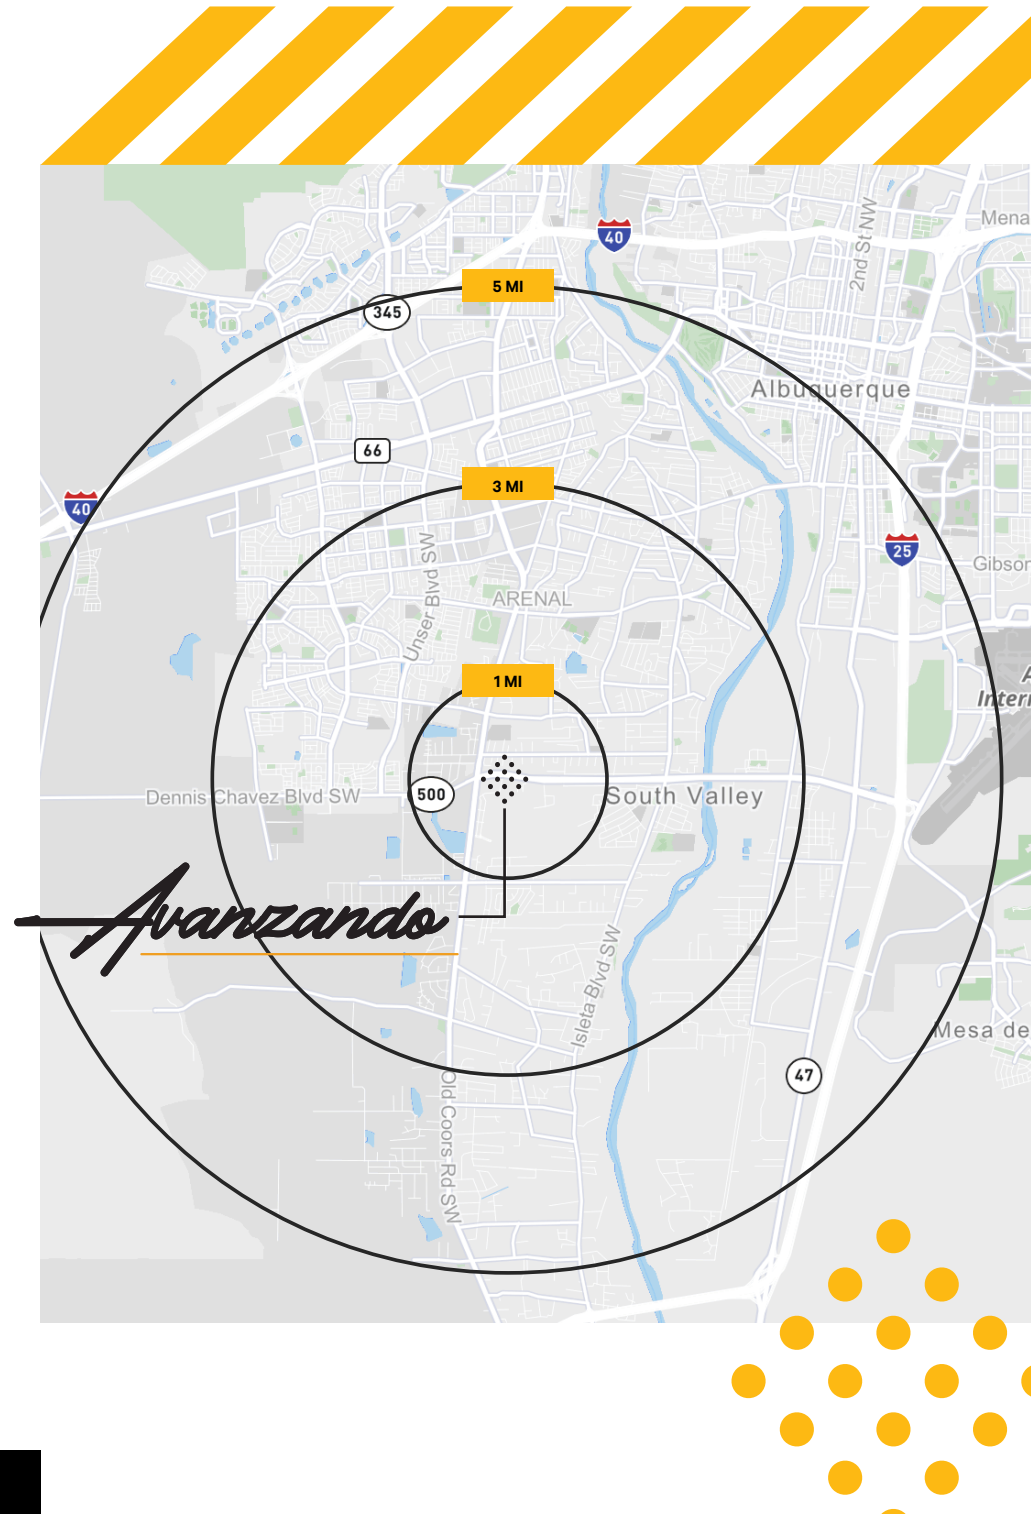 2nd St NW
Mena
40
5 MI
345
Albuquerque
66
3 MI
40
25
Gibson
Unser Blvd SW
ARENAL
1 MI
Inter
500
Dennis Chavez Blvd SW
South Valley
Avanzando
Isleta Blvd SW
Mesa de
47
Old Coors Rd SW